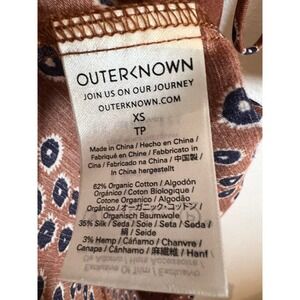 OUTERKNOWN
JOIN US ON OUR JOURNEY
OUTERKNOWN.COM
XS
TP
Made in China / Hecho en China /
Fabriqué en Chine / Fabbricato in
Cina / Fabricado na China / 中国製 /
In China hergestellt
62% Organic Cotton / Algodón
Orgánico / Coton Biologique /
Cotone Organico / Algodão
Orgânico / オーガニック・コットン /
Organisch Baumwole
35% Silk / Seda / Soie / Seta / Seda /
絹 / Seide
3% Hemp / Cáñamo / Chanvre /
Canapa / Cânhamo / 麻繊維 / Hanf